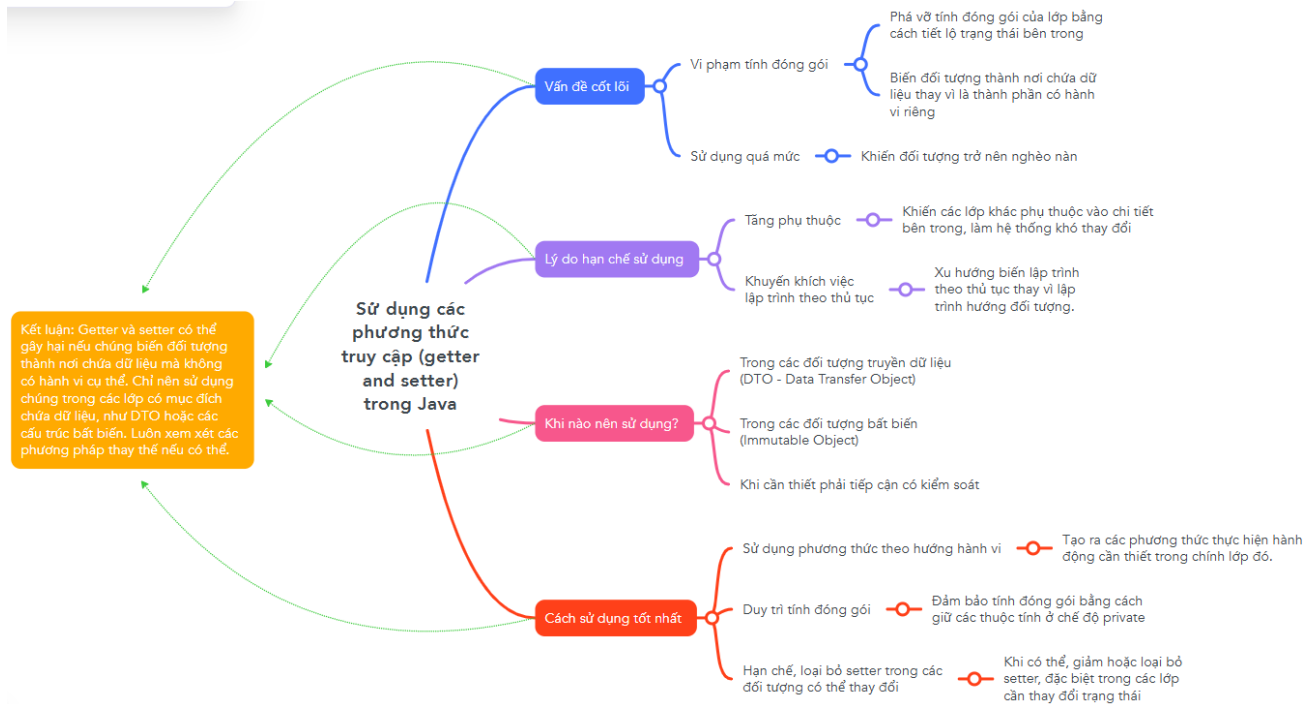 Sử dụng các
phương thức
truy cập (getter
and setter)
trong Java
Vấn đề cốt lõi
Vi phạm tính đóng gói
Phá vỡ tính đóng gói của lớp bằng
cách tiết lộ trạng thái bên trong
Biến đối tượng thành nơi chứa dữ
liệu thay vì là thành phần có hành
vi riêng
Sử dụng quá mức
Khiến đối tượng trở nên nghèo nàn
Lý do hạn chế sử dụng
Tăng phụ thuộc
Khiến các lớp khác phụ thuộc vào chi tiết
bên trong, làm hệ thống khó thay đổi
Khuyến khích việc
lập trình theo thủ tục
Xu hướng biến lập trình
theo thủ tục thay vì lập
trình hướng đối tượng.
Khi nào nên sử dụng?
Trong các đối tượng truyền dữ liệu
(DTO - Data Transfer Object)
Trong các đối tượng bất biến
(Immutable Object)
Khi cần thiết phải tiếp cận có kiểm soát
Cách sử dụng tốt nhất
Sử dụng phương thức theo hướng hành vi
Tạo ra các phương thức thực hiện hành
động cần thiết trong chính lớp đó.
Duy trì tính đóng gói
Đảm bảo tính đóng gói bằng cách
giữ các thuộc tính ở chế độ private
Hạn chế, loại bỏ setter trong các
đối tượng có thể thay đổi
Khi có thể, giảm hoặc loại bỏ
setter, đặc biệt trong các lớp
cần thay đổi trạng thái
Kết luận: Getter và setter có thể
gây hại nếu chúng biến đối tượng
thành nơi chứa dữ liệu mà không
có hành vi cụ thể. Chỉ nên sử dụng
chúng trong các lớp có mục đích
chứa dữ liệu, như DTO hoặc các
cấu trúc bất biến. Luôn xem xét các
phương pháp thay thế nếu có thể.